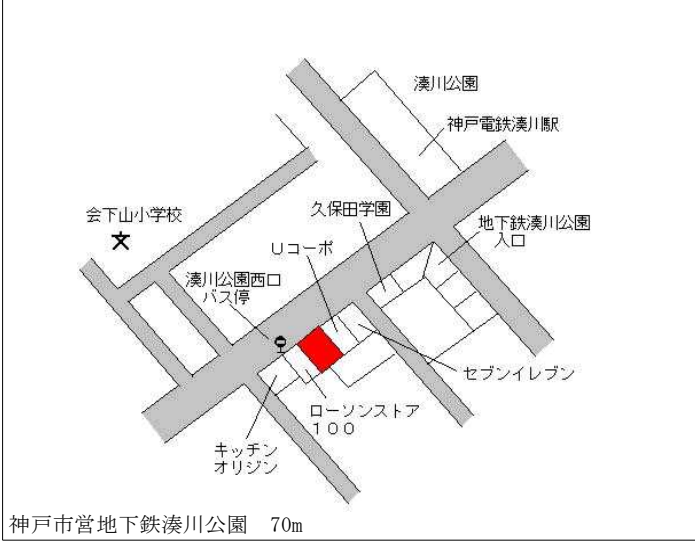 湊川公園
神戸電鉄湊川駅
久保田学園
会下山小学校
地下鉄湊川公園
入口
Uコーポ
湊川公園西口
バス停
セブンイレブン
ローソンストア
１００
キッチン
オリジン
神戸市営地下鉄湊川公園　70m